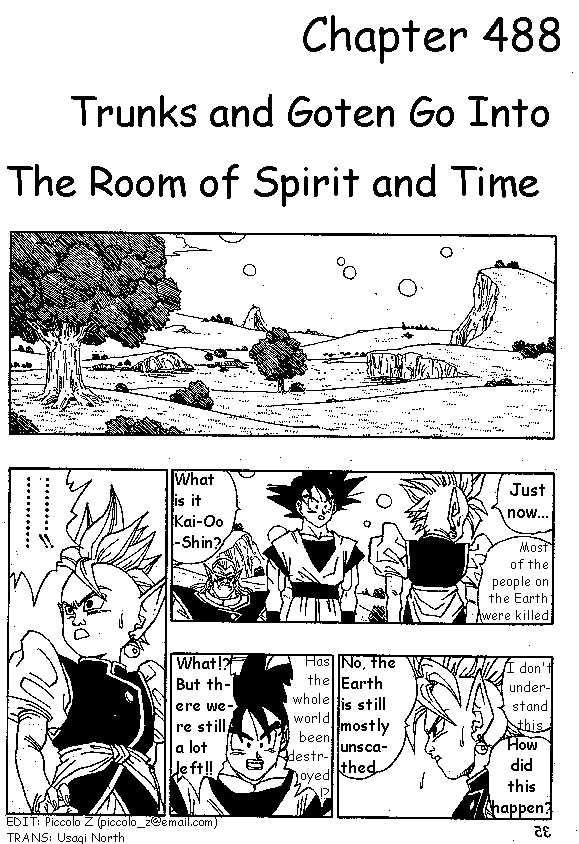 Chapter 488
Trunks and Goten Go Into
The Room of Spirit and Time
Just
now...
Most
of the
people on
the Earth
were killed
What
is it
Kai-Oo
-Shin?
........!!
I don't
under-
stand
this.
How
did
this
happen?
No, the
Earth
is still
mostly
unsca-
thed
Has
the
whole
world
been
destr-
oyed
!?
What!?
But th-
ere we-
re still
a lot
left!!
EDIT: Piccolo Z (piccolo_z@email.com)
TRANS: Usagi North
35